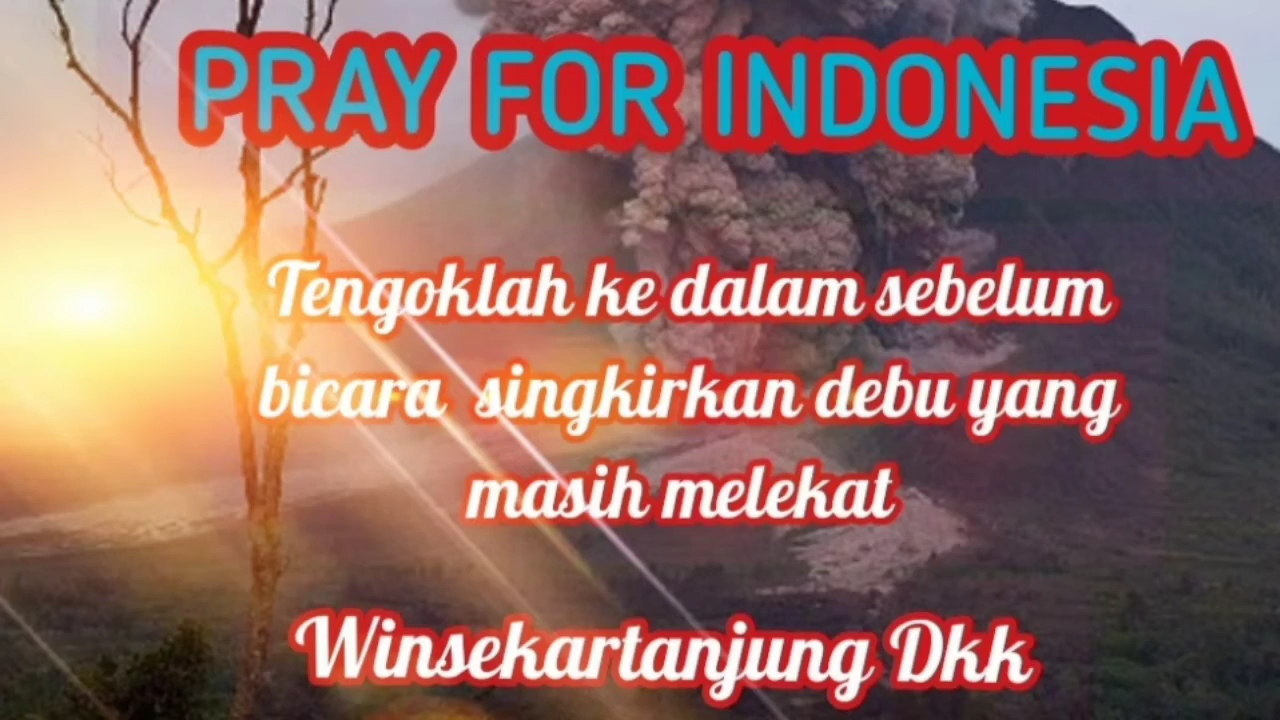 PRAY FOR INDONESIA
Tengoklah ke dalam sebelum
bicara singkirkan debu yang
masih melekat
Winsekartanjung Dkk